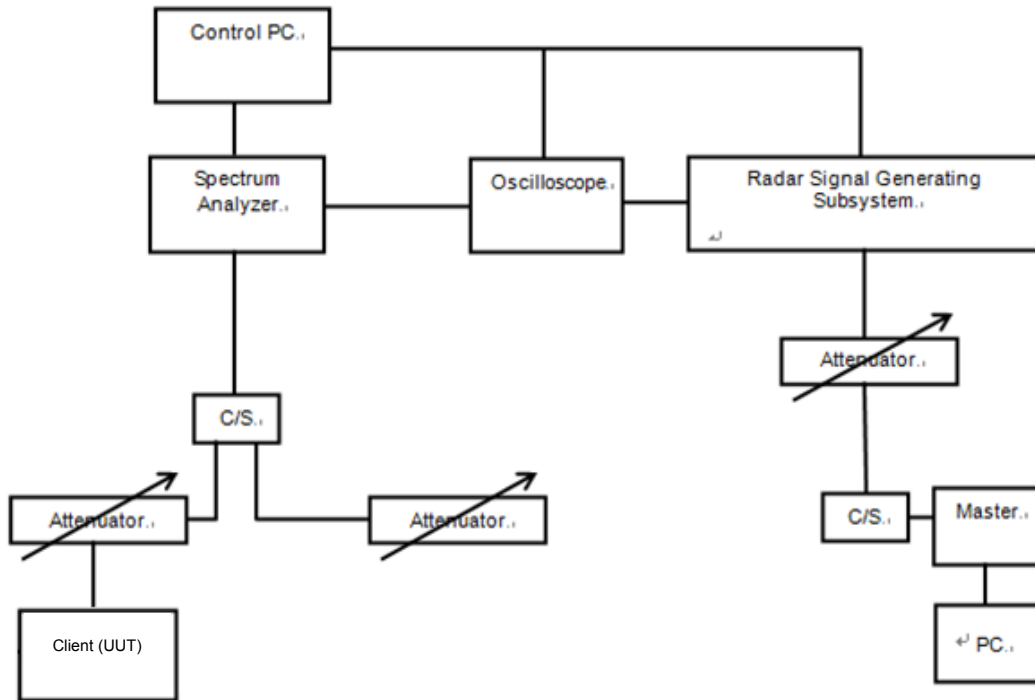 Control PC.
Spectrum
Analyzer.
Oscilloscope.
Radar Signal Generating
Subsystem.
↵
Attenuator.
C/S.
Attenuator.
Attenuator.
C/S.
Master.
Client (UUT)
↵ PC.